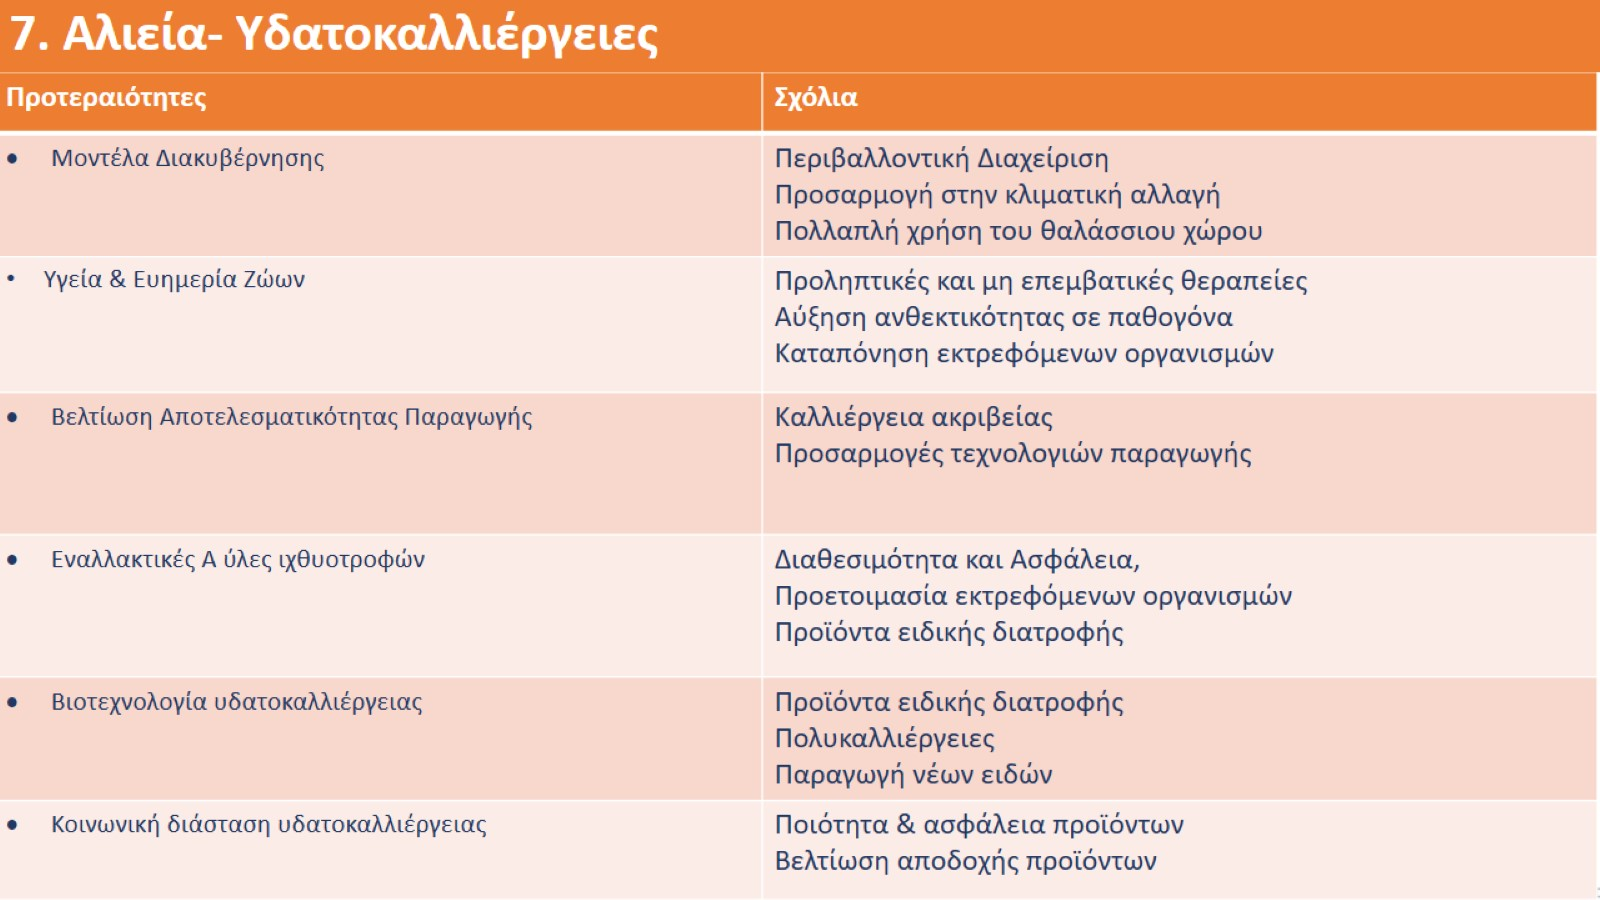 7. Αλιεία- Υδατοκαλλιέργειες
Προτεραιότητες
Σχόλια
• Μοντέλα Διακυβέρνησης
Περιβαλλοντική Διαχείριση
Προσαρμογή στην κλιματική αλλαγή
Πολλαπλή χρήση του θαλάσσιου χώρου
• Υγεία & Ευημερία Ζώων
Προληπτικές και μη επεμβατικές θεραπείες
Αύξηση ανθεκτικότητας σε παθογόνα
Καταπόνηση εκτρεφόμενων οργανισμών
• Βελτίωση Αποτελεσματικότητας Παραγωγής
Καλλιέργεια ακριβείας
Προσαρμογές τεχνολογιών παραγωγής
• Εναλλακτικές Α ύλες ιχθυοτροφών
Διαθεσιμότητα και Ασφάλεια,
Προετοιμασία εκτρεφόμενων οργανισμών
Προϊόντα ειδικής διατροφής
• Βιοτεχνολογία υδατοκαλλιέργειας
Προϊόντα ειδικής διατροφής
Πολυκαλλιέργειες
Παραγωγή νέων ειδών
• Κοινωνική διάσταση υδατοκαλλιέργειας
Ποιότητα & ασφάλεια προϊόντων
Βελτίωση αποδοχής προϊόντων